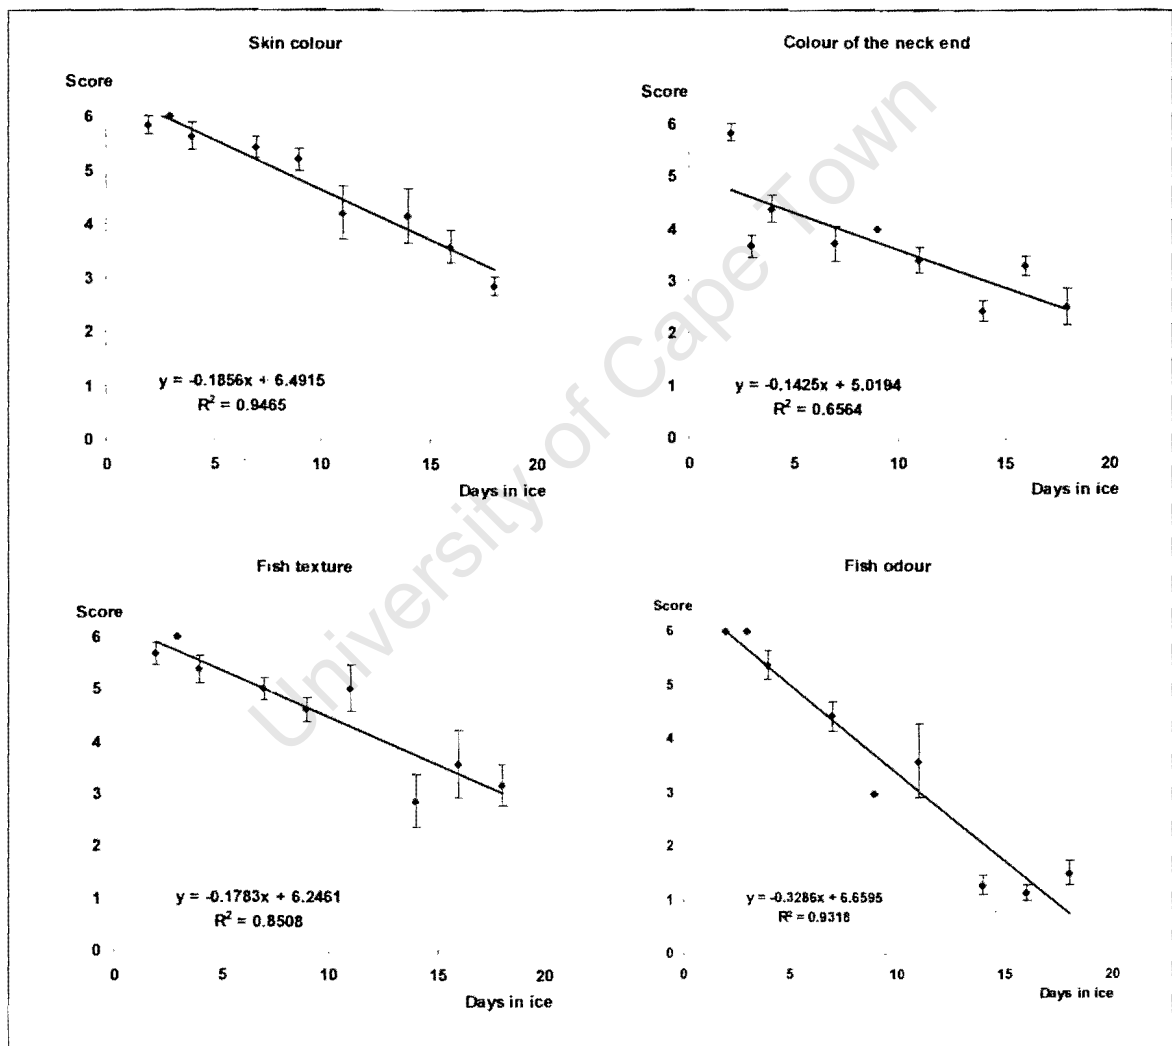 Skin colour
Score
6
5
4
3
2
1
0
y = -0.1856x + 6.4915
R² = 0.9465
0 5 10 15 20
Days in ice
Colour of the neck end
Score
6
5
4
3
2
1
0
y = -0.1425x + 5.0194
R² = 0.6564
0 5 10 15 20
Days in ice
Fish texture
Score
6
5
4
3
2
1
0
y = -0.1783x + 6.2461
R² = 0.8508
0 5 10 15 20
Days in ice
Fish odour
Score
6
5
4
3
2
1
0
y = -0.3286x + 6.6595
R² = 0.9318
0 5 10 15 20
Days in ice
University of Cape Town